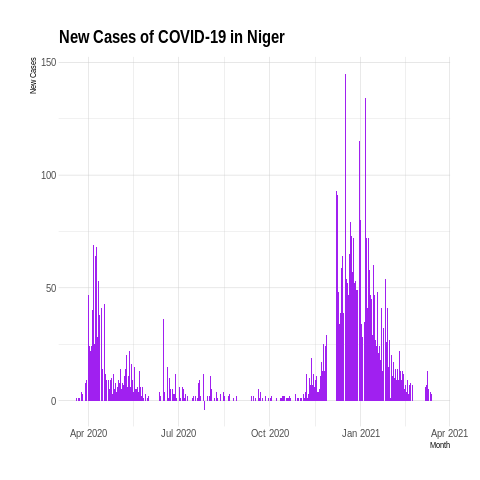 New Cases of COVID-19 in Niger
New Cases
150
100
50
0
Apr 2020
Jul 2020
Oct 2020
Jan 2021
Apr 2021
Month